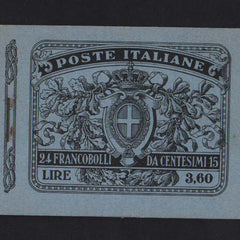 POSTE ITALIANE
24 FRANCOBOLLI DA CENTESIMI 15
LIRE 3,60